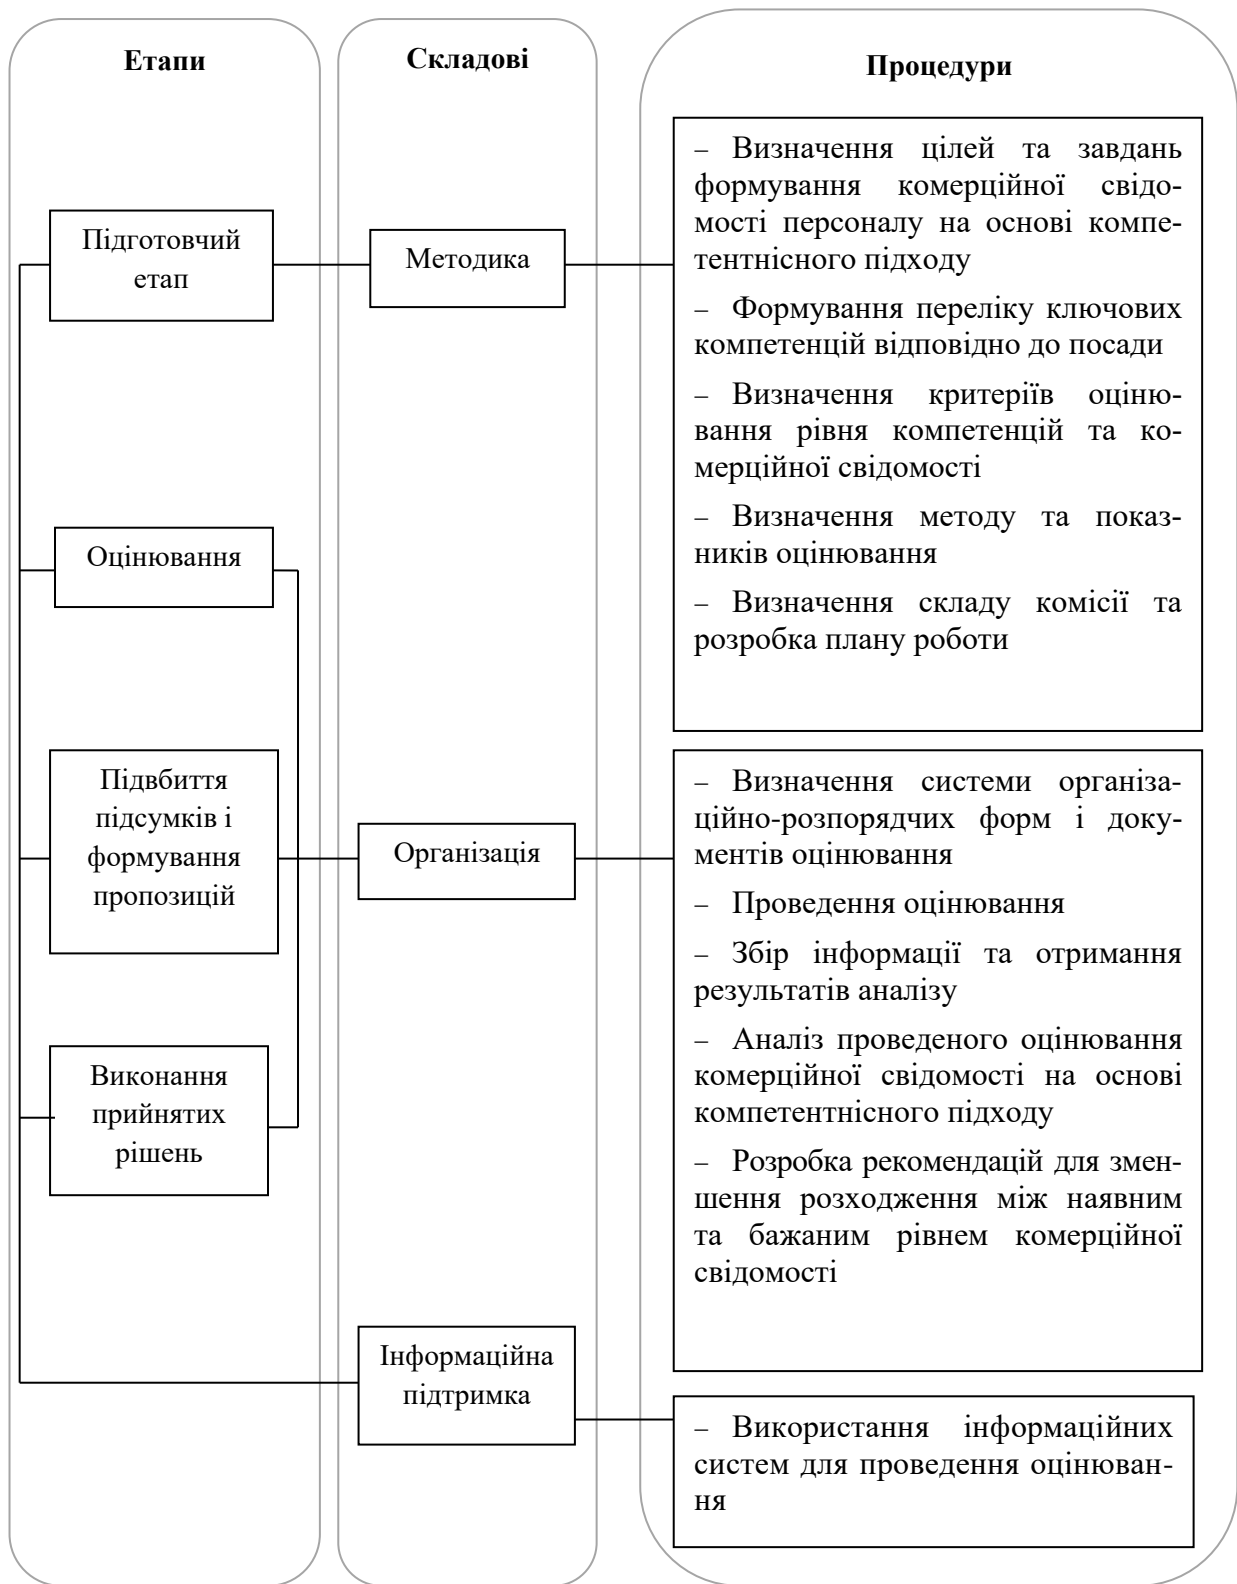 Етапи
Складові
Процедури
Підготовчий
етап
Методика
– Визначення цілей та завдань
формування комерційної свідо-
мості персоналу на основі компе-
тентнісного підходу
– Формування переліку ключових
компетенцій відповідно до посади
– Визначення критеріїв оціню-
вання рівня компетенцій та ко-
мерційної свідомості
– Визначення методу та показ-
ників оцінювання
– Визначення складу комісії та
розробка плану роботи
Оцінювання
Підвбиття
підсумків і
формування
пропозицій
Організація
– Визначення системи організа-
ційно-розпорядчих форм і доку-
ментів оцінювання
– Проведення оцінювання
– Збір інформації та отримання
результатів аналізу
– Аналіз проведеного оцінювання
комерційної свідомості на основі
компетентнісного підходу
– Розробка рекомендацій для змен-
шення розходження між наявним
та бажаним рівнем комерційної
свідомості
Виконання
прийнятих
рішень
Інформаційна
підтримка
– Використання інформаційних
систем для проведення оцінюван-
ня